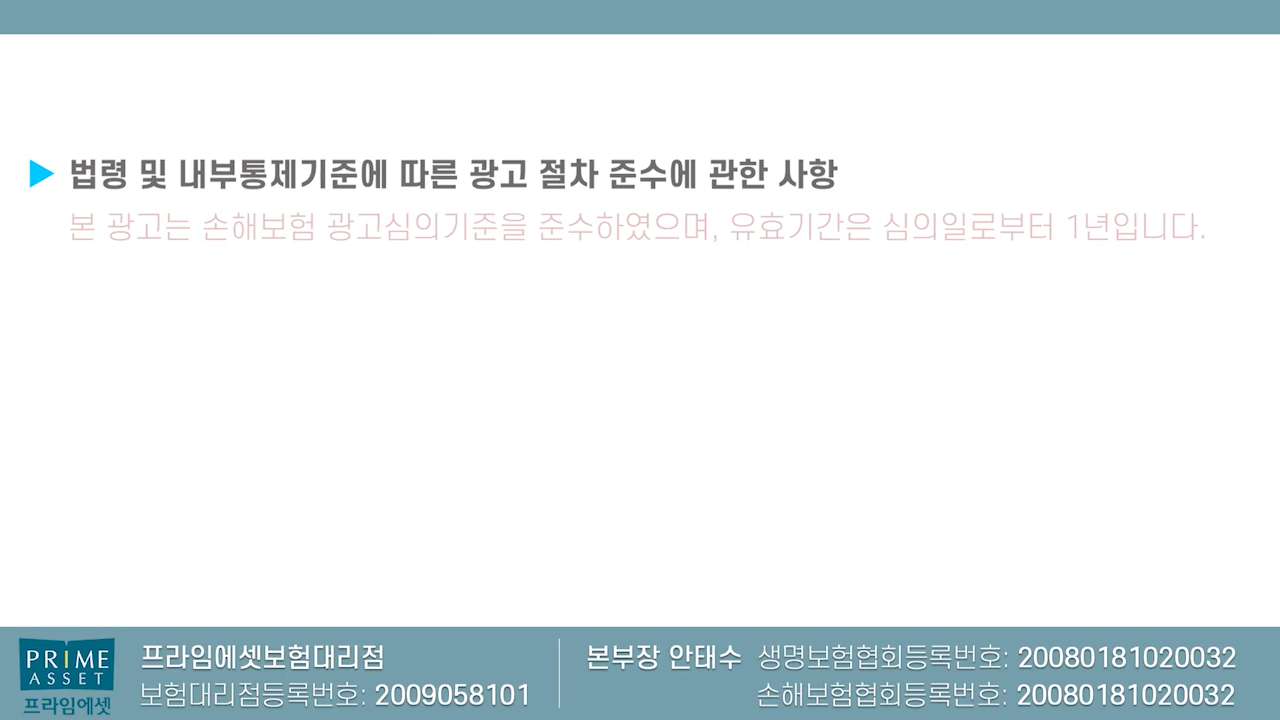 ▶ 법령 및 내부통제기준에 따른 광고 절차 준수에 관한 사항
본 광고는 손해보험 광고심의기준을 준수하였으며, 유효기간은 심의일로부터 1년입니다.
PRIME
ASSET
프라임에셋
프라임에셋보험대리점
보험대리점등록번호: 2009058101
본부장 안태수 생명보험협회등록번호: 20080181020032
손해보험협회등록번호: 20080181020032